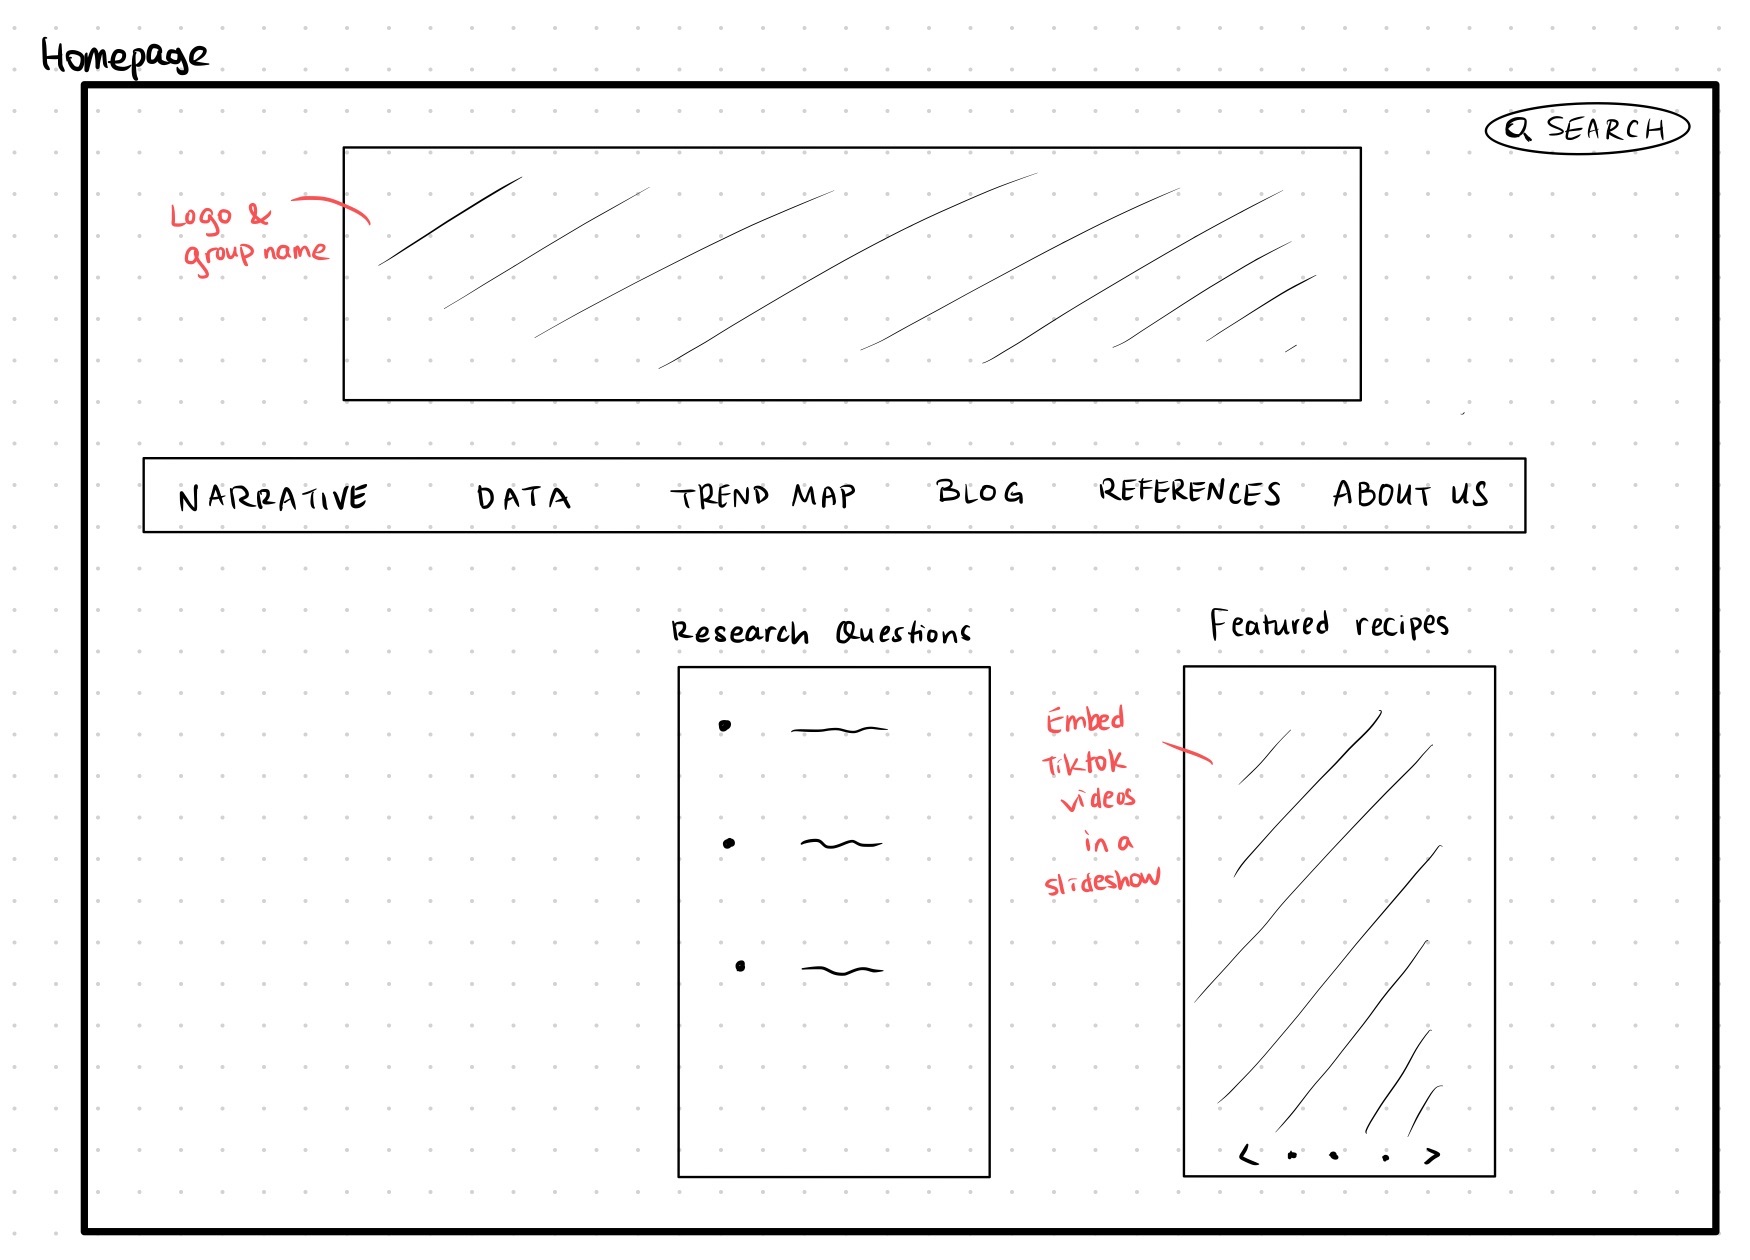 Homepage
SEARCH
Logo &
group name
NARRATIVE DATA TREND MAP BLOG REFERENCES ABOUT US
Research Questions
Featured recipes
Embed
Tiktok
videos
in a
slideshow